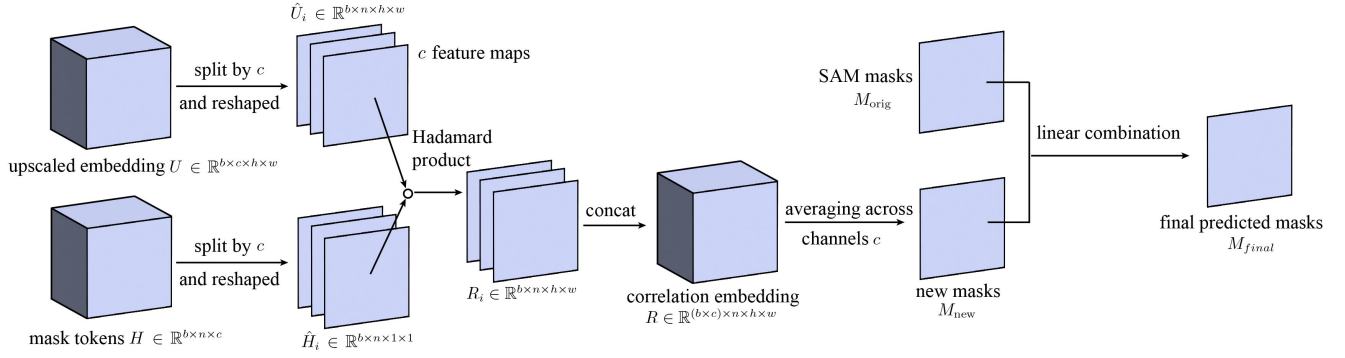 Û_i ∈ ℝ^{b×n×h×w}
c feature maps
split by c
and reshaped
upscaled embedding U ∈ ℝ^{b×c×h×w}
Hadamard
product
split by c
and reshaped
mask tokens H ∈ ℝ^{b×n×c}
Ĥ_i ∈ ℝ^{b×n×1×1}
R_i ∈ ℝ^{b×n×h×w}
concat
correlation embedding
R ∈ ℝ^{(b×c)×n×h×w}
averaging across
channels c
SAM masks
M_orig
new masks
M_new
linear combination
final predicted masks
M_final